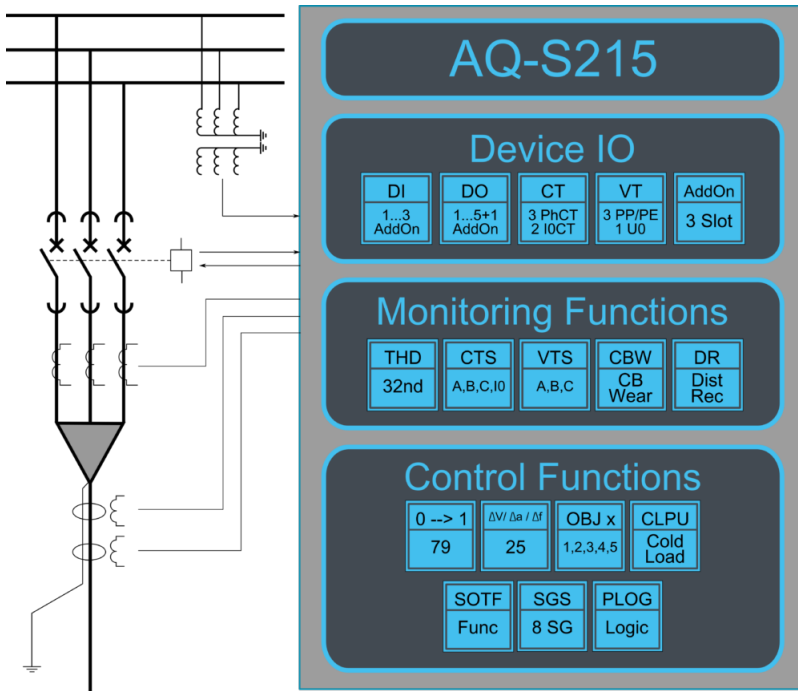 AQ-S215
Device IO
DI
1...3
AddOn
DO
1...5+1
AddOn
CT
3 PhCT
2 I0CT
VT
3 PP/PE
1 U0
AddOn
3 Slot
Monitoring Functions
THD
32nd
CTS
A,B,C,I0
VTS
A,B,C
CBW
CB
Wear
DR
Dist
Rec
Control Functions
0 --> 1
79
ΔV/ Δa / Δf
25
OBJ x
1,2,3,4,5
CLPU
Cold
Load
SOTF
Func
SGS
8 SG
PLOG
Logic